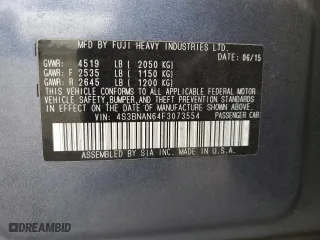 MFD BY FUJI HEAVY INDUSTRIES LTD.
GVWR: 4519 LB ( 2050 KG) DATE: 06/15
GAWR: F 2535 LB ( 1150 KG)
GAWR: R 2645 LB ( 1200 KG)
THIS VEHICLE CONFORMS TO ALL APPLICABLE FEDERAL MOTOR
VEHICLE SAFETY, BUMPER, AND THEFT PREVENTION STANDARDS
IN EFFECT ON THE DATE OF MANUFACTURE SHOWN ABOVE.
VIN: 4S3BNAN64F3073554 PASSENGER CAR
ASSEMBLED BY SIA INC. IN U.S.A.
DREAMBID